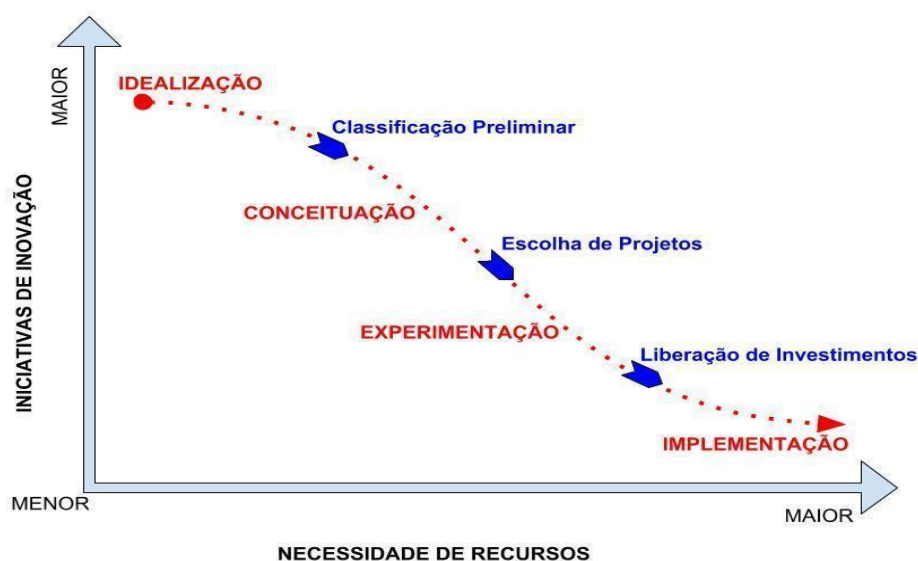 IDEALIZAÇÃO
MAIOR
Classificação Preliminar
INICIATIVAS DE INOVAÇÃO
CONCEITUAÇÃO
Escolha de Projetos
EXPERIMENTAÇÃO
Liberação de Investimentos
IMPLEMENTAÇÃO
MENOR
MAIOR
NECESSIDADE DE RECURSOS